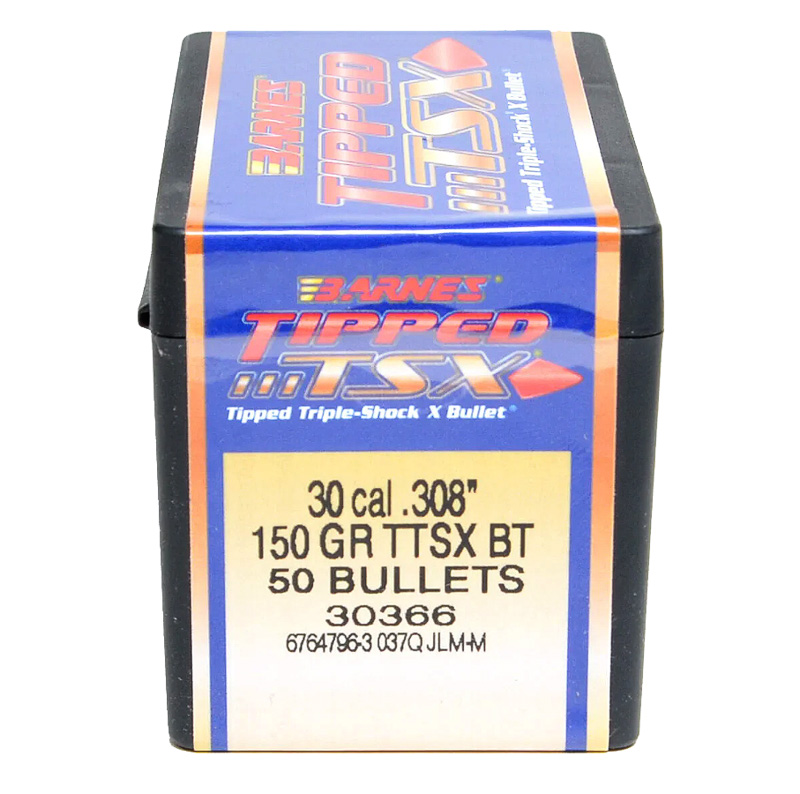 BARNES
TIPPED
TSX
Tipped Triple-Shock X Bullet®
BARNES®
TIPPED
TSX®
Tipped Triple-Shock X Bullet®
30 cal .308"
150 GR TTSX BT
50 BULLETS
30366
6764796-3 037Q JLM-M